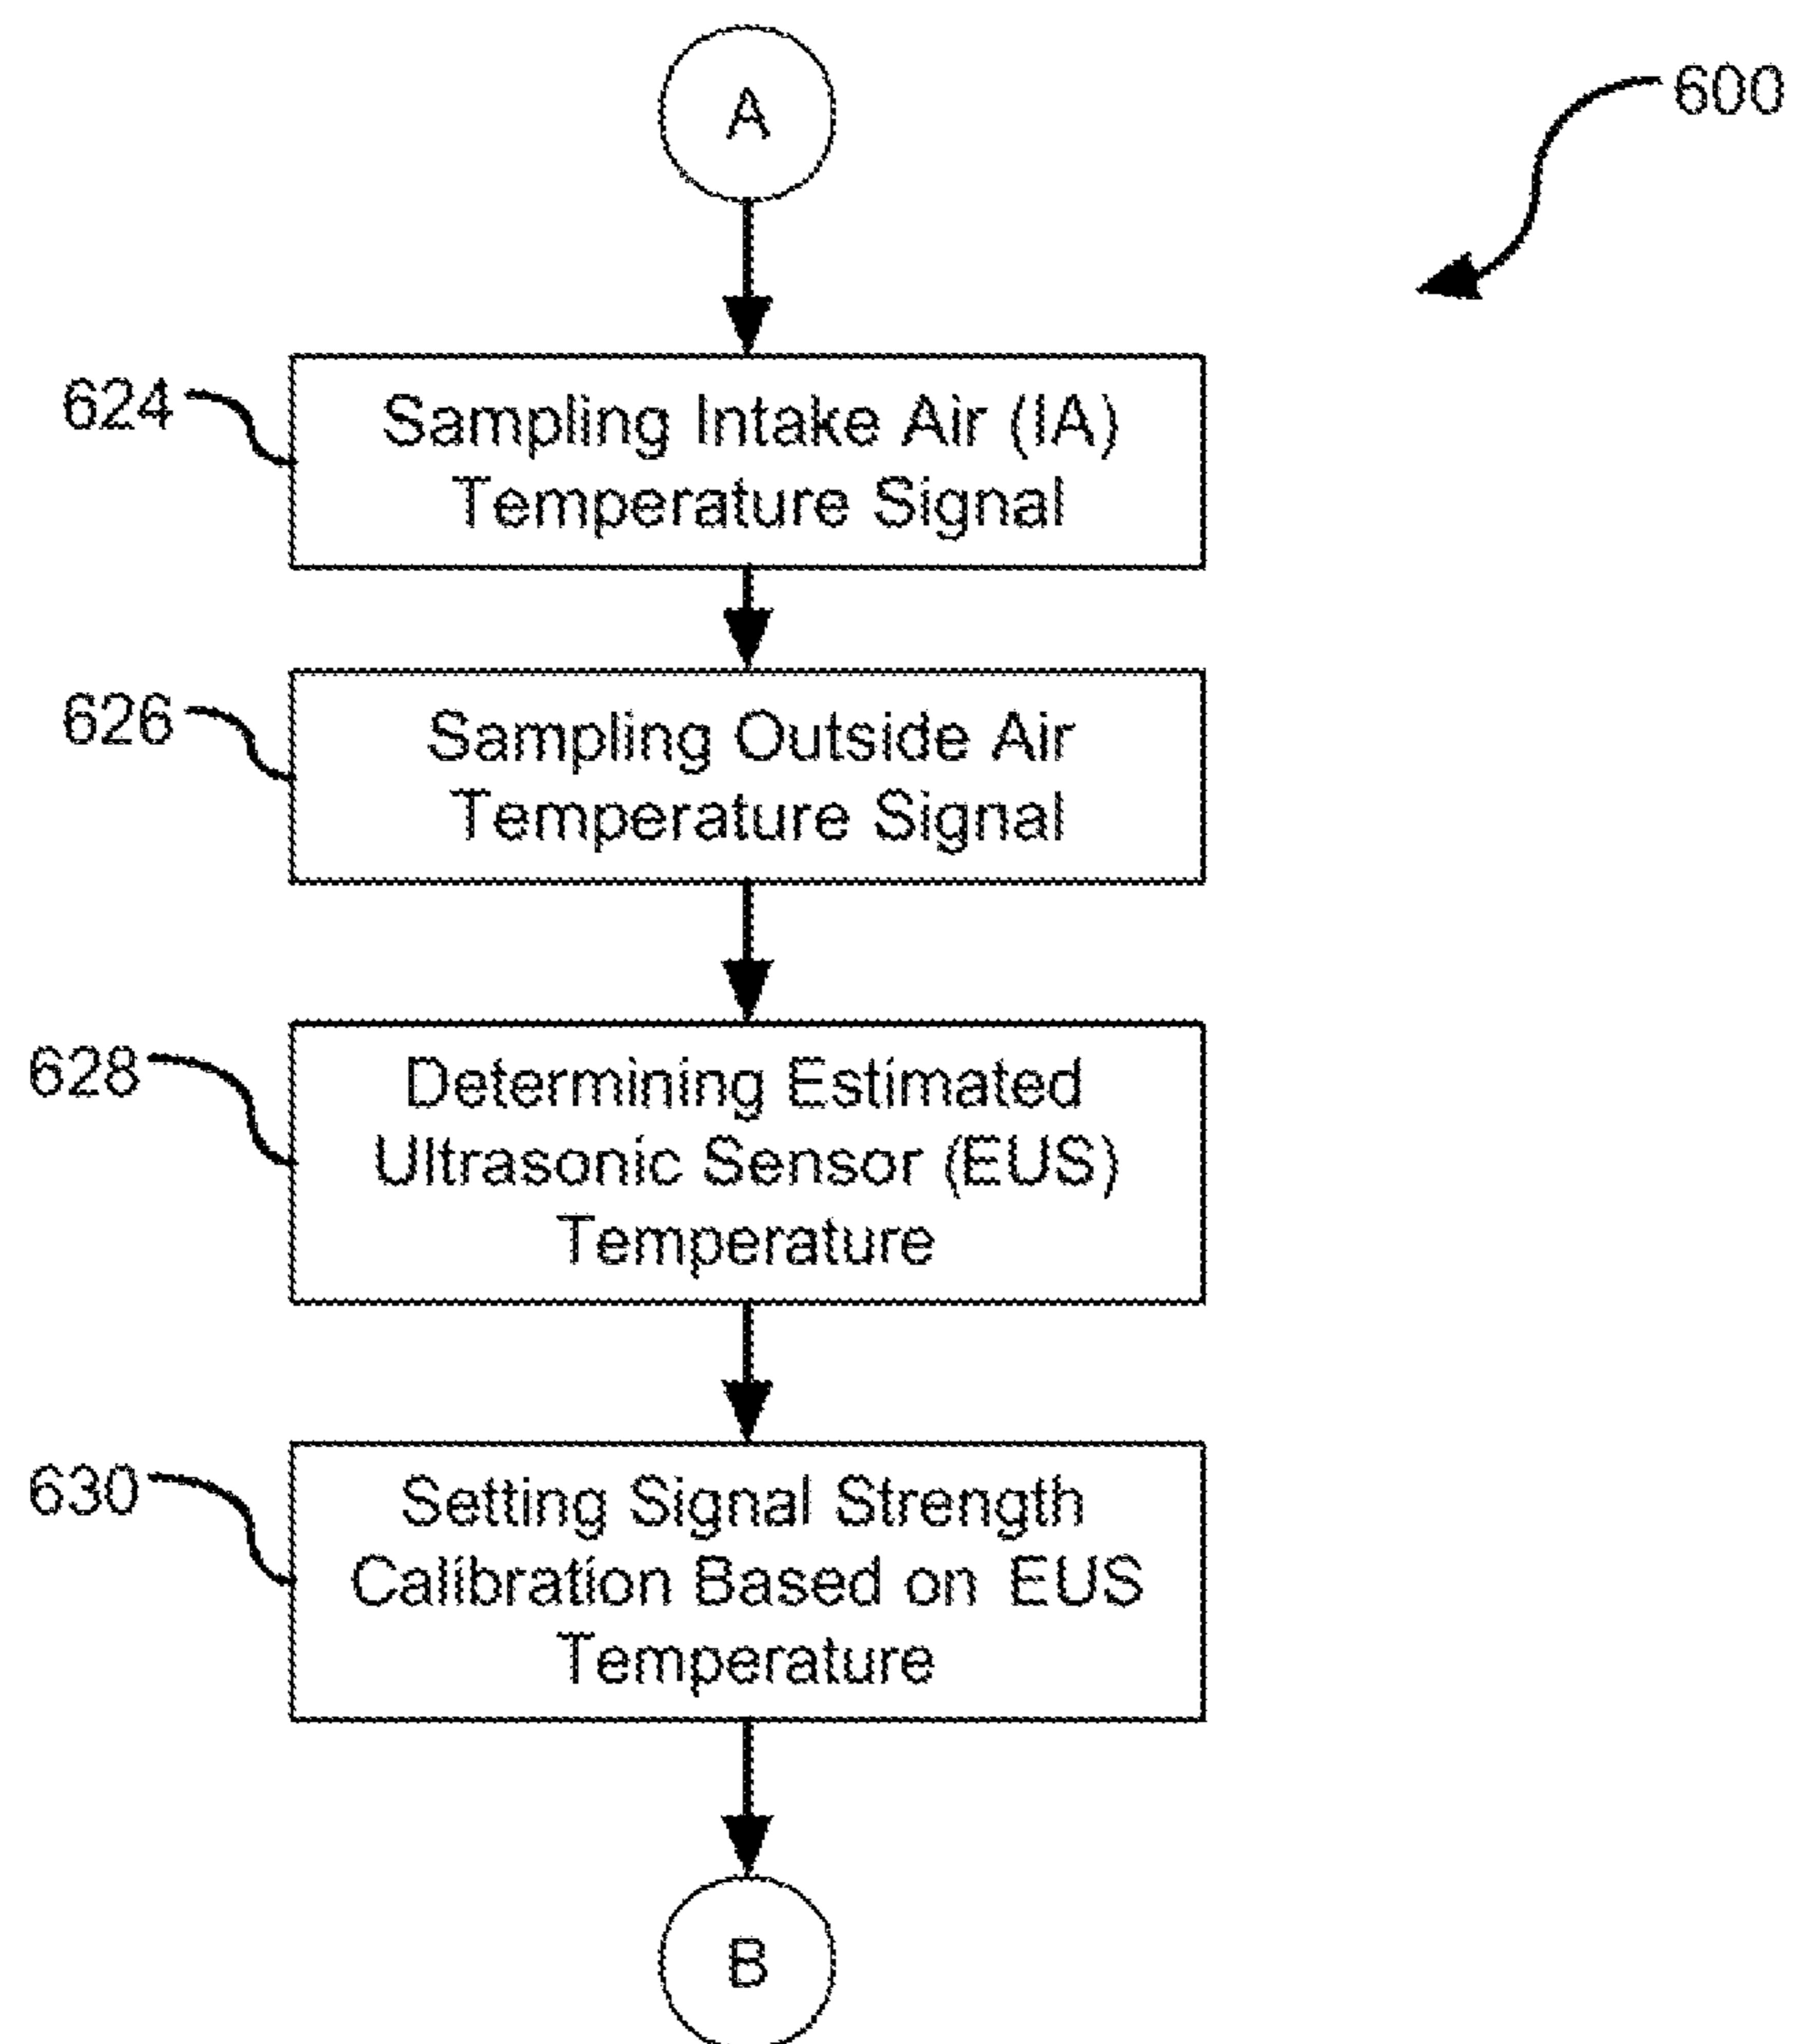 A
600
624
Sampling Intake Air (IA)
Temperature Signal
626
Sampling Outside Air
Temperature Signal
628
Determining Estimated
Ultrasonic Sensor (EUS)
Temperature
630
Setting Signal Strength
Calibration Based on EUS
Temperature
B